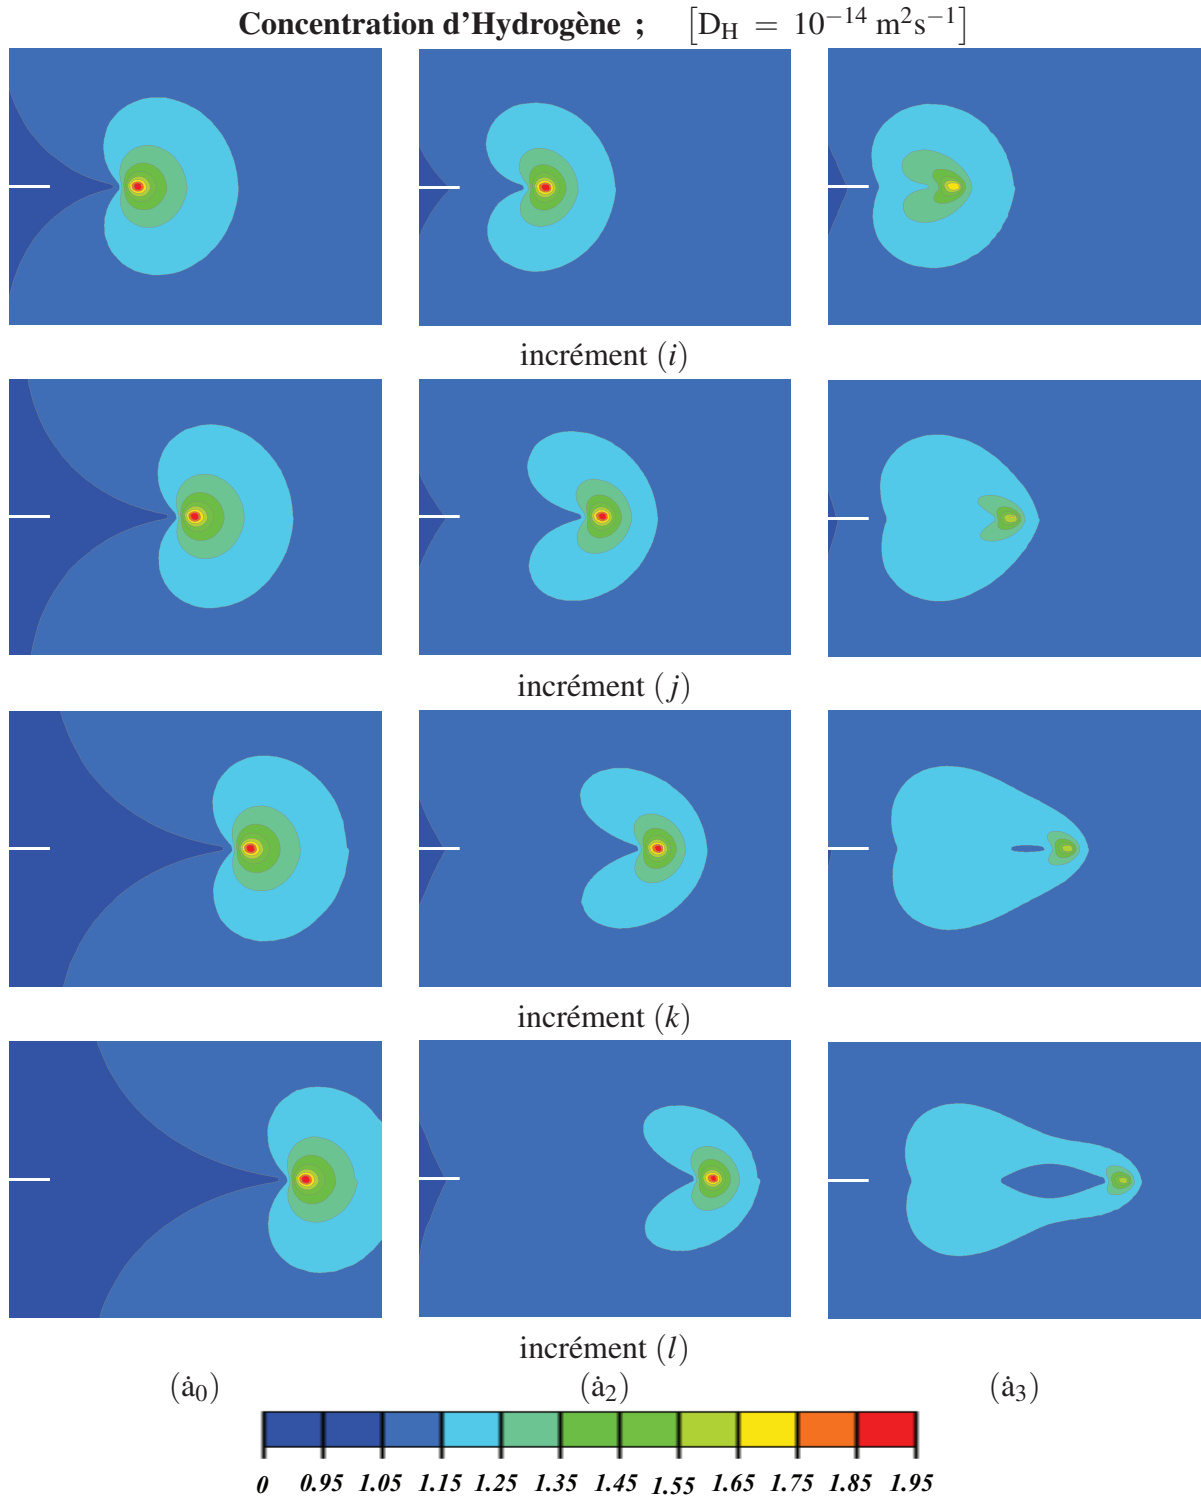 Concentration d'Hydrogène ; [D_H = 10⁻¹⁴ m²s⁻¹]
incrément (i)
incrément (j)
incrément (k)
incrément (l)
(ȧ₀) (ȧ₂) (ȧ₃)
0 0.95 1.05 1.15 1.25 1.35 1.45 1.55 1.65 1.75 1.85 1.95